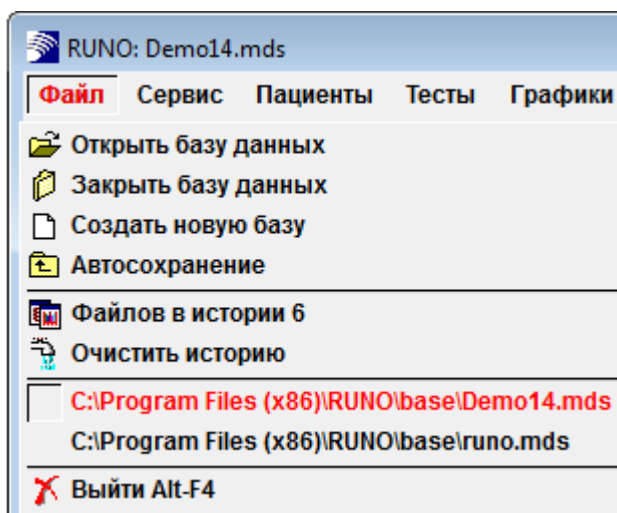 RUNO: Demo14.mds
Файл Сервис Пациенты Тесты Графики
Открыть базу данных
Закрыть базу данных
Создать новую базу
Автосохранение
Файлов в истории 6
Очистить историю
C:\Program Files (x86)\RUNO\base\Demo14.mds
C:\Program Files (x86)\RUNO\base\runo.mds
Выйти Alt-F4